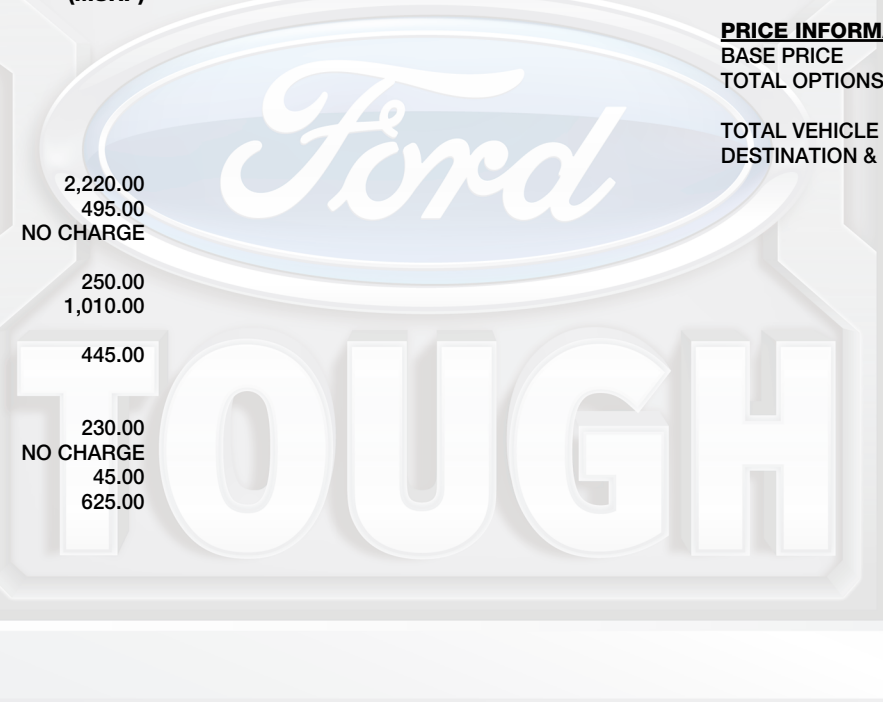 (MSRP)
2,220.00
495.00
NO CHARGE
250.00
1,010.00
445.00
230.00
NO CHARGE
45.00
625.00
PRICE INFORMA
BASE PRICE
TOTAL OPTIONS
TOTAL VEHICLE
DESTINATION &
Ford
TOUGH